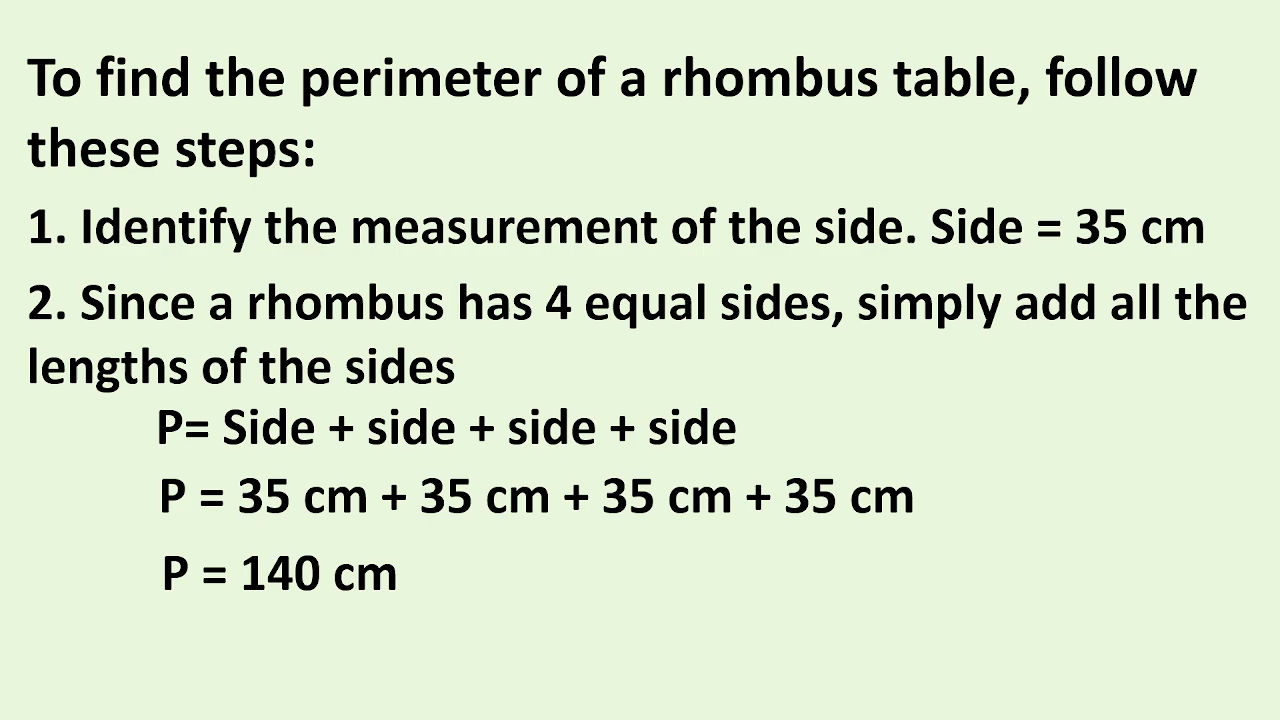 To find the perimeter of a rhombus table, follow
these steps:
1. Identify the measurement of the side. Side = 35 cm
2. Since a rhombus has 4 equal sides, simply add all the
lengths of the sides
P= Side + side + side + side
P = 35 cm + 35 cm + 35 cm + 35 cm
P = 140 cm